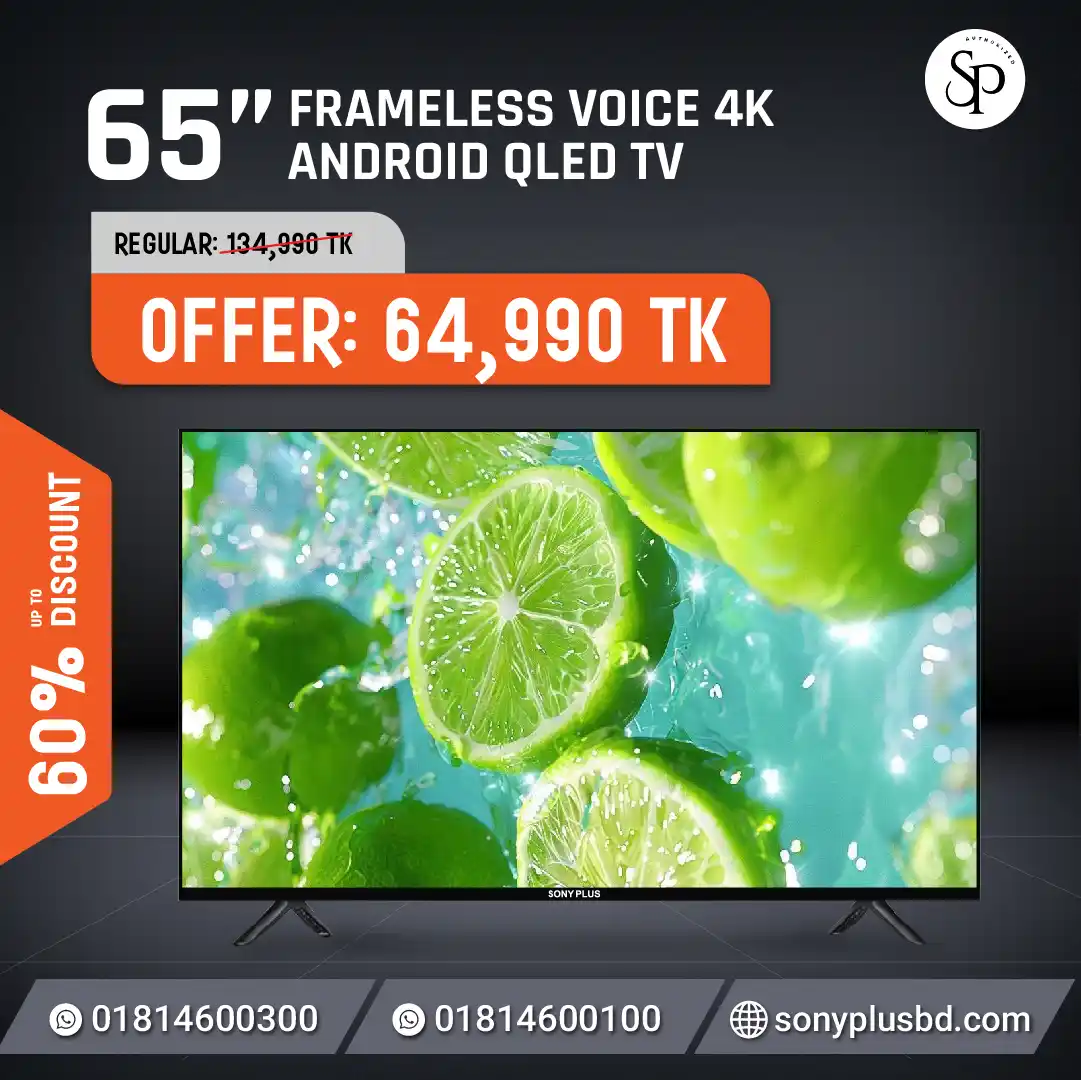 AUTHORIZED
SP
65" FRAMELESS VOICE 4K
ANDROID QLED TV
REGULAR: 134,990 TK
OFFER: 64,990 TK
60% UP TO DISCOUNT
SONY PLUS
01814600300
01814600100
sonyplusbd.com